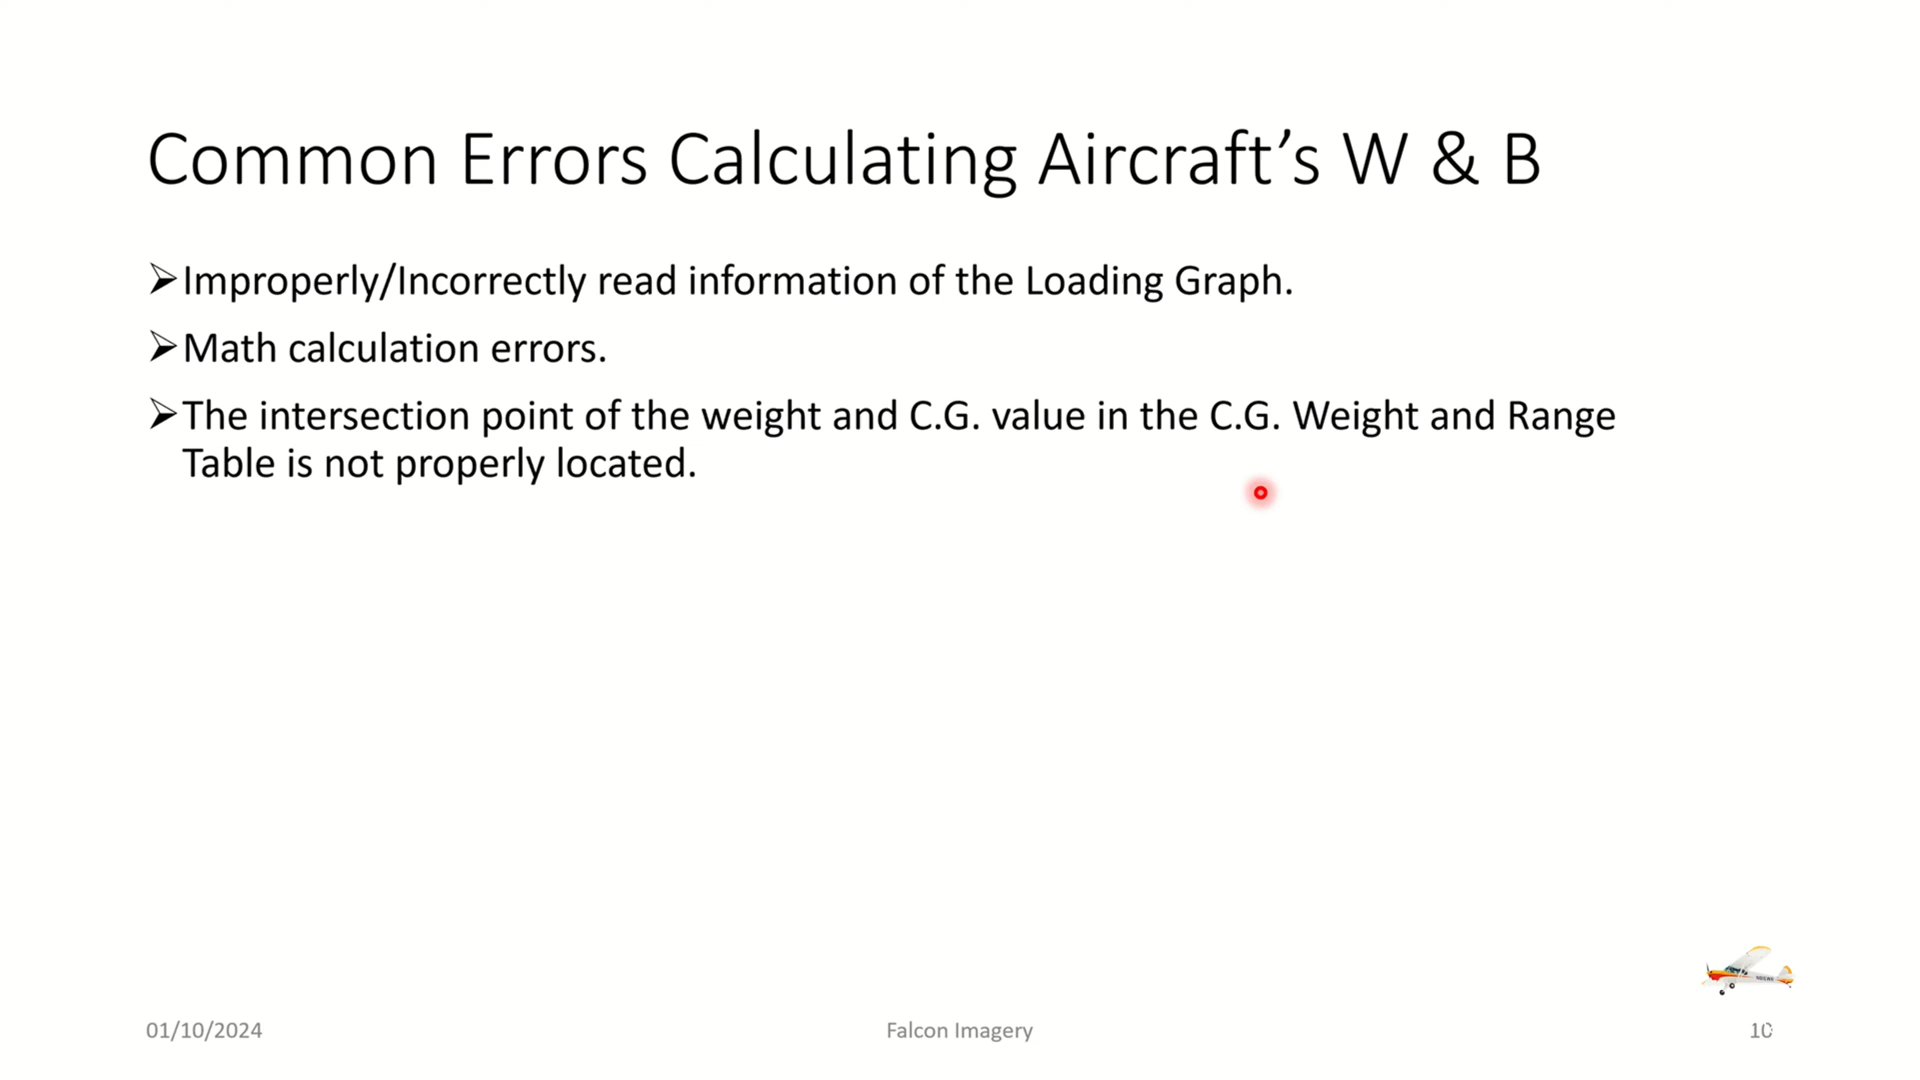 Common Errors Calculating Aircraft’s W & B
➢Improperly/Incorrectly read information of the Loading Graph.
➢Math calculation errors.
➢The intersection point of the weight and C.G. value in the C.G. Weight and Range
Table is not properly located.
01/10/2024
Falcon Imagery
10